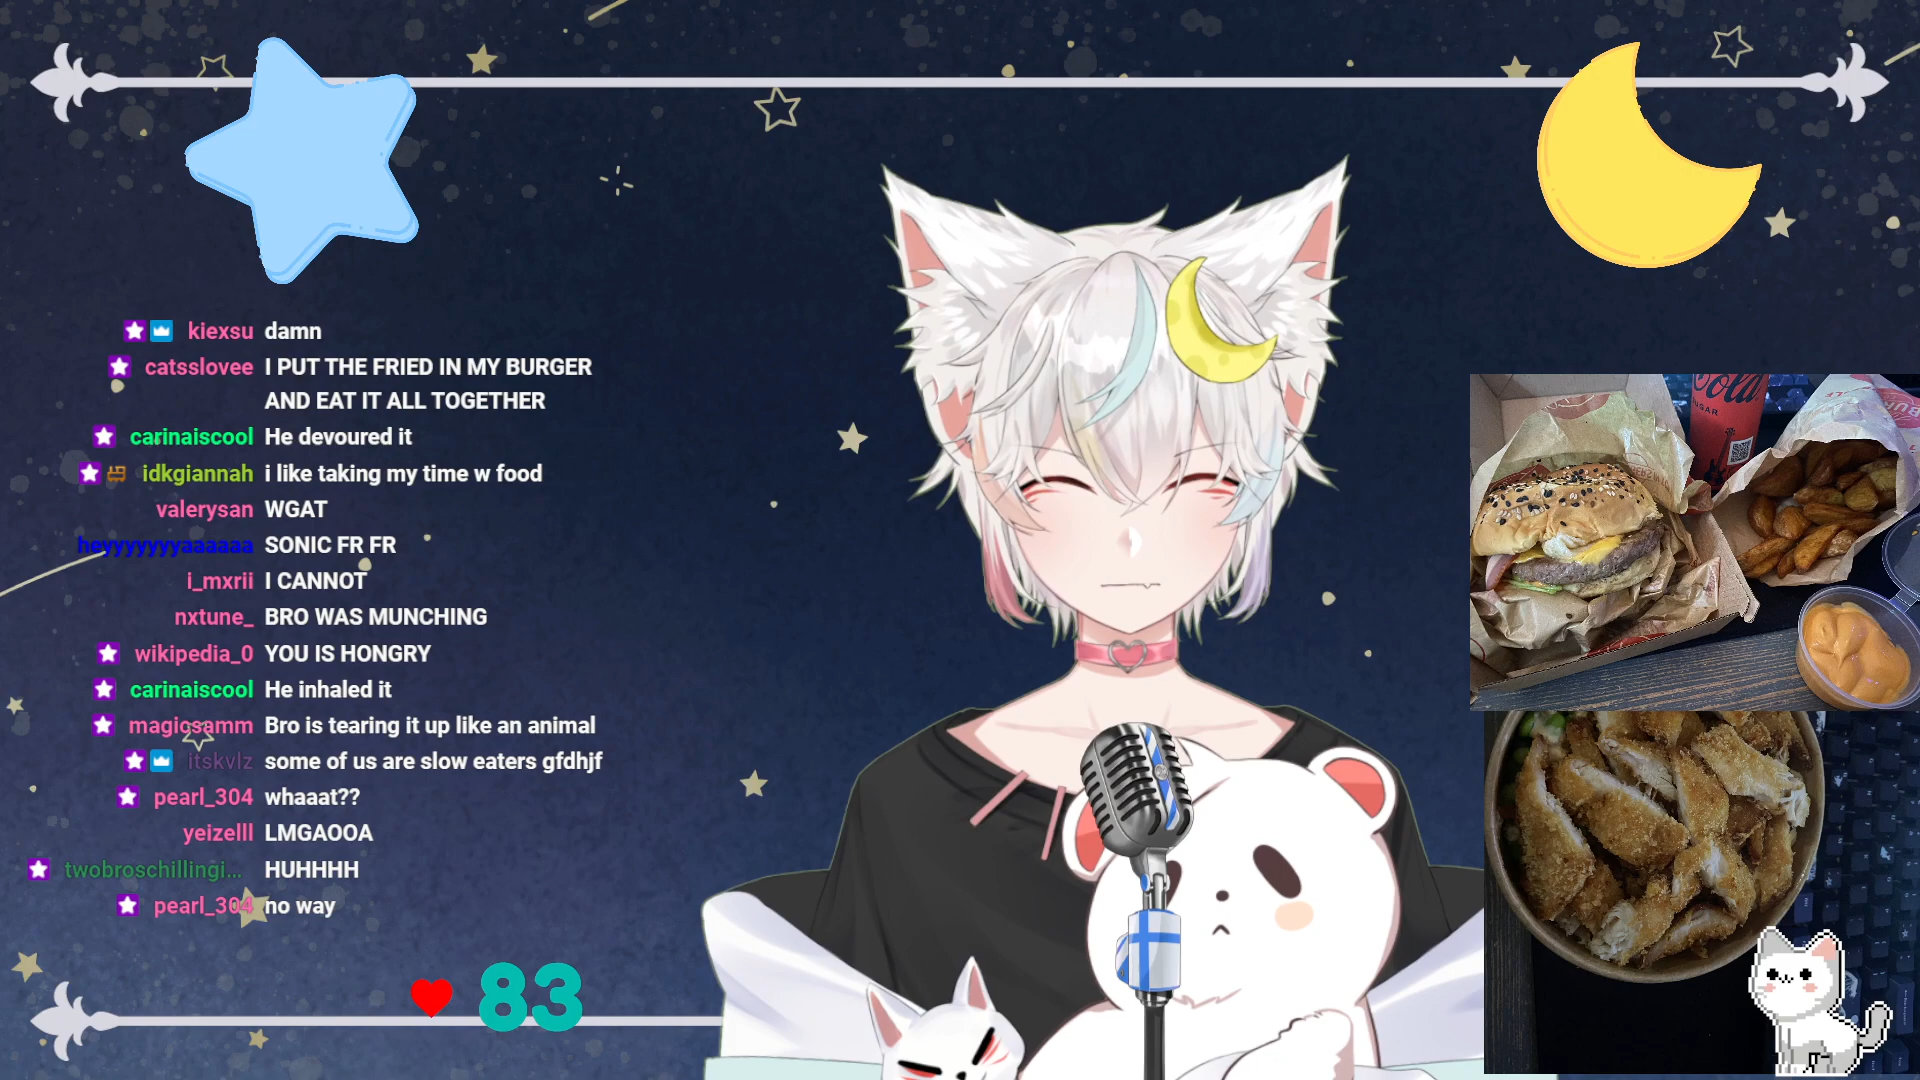 kiexsu damn
catsslovee I PUT THE FRIED IN MY BURGER
AND EAT IT ALL TOGETHER
carinaiscool He devoured it
idkgiannah i like taking my time w food
valerysan WGAT
heyyyyyyyaaaaaa SONIC FR FR
i_mxrii I CANNOT
nxtune_ BRO WAS MUNCHING
wikipedia_0 YOU IS HONGRY
carinaiscool He inhaled it
magicsamm Bro is tearing it up like an animal
itskvlz some of us are slow eaters gfdhjf
pearl_304 whaaat??
yeizelll LMGAOOA
twobroschillingi... HUHHHH
pearl_304 no way
83